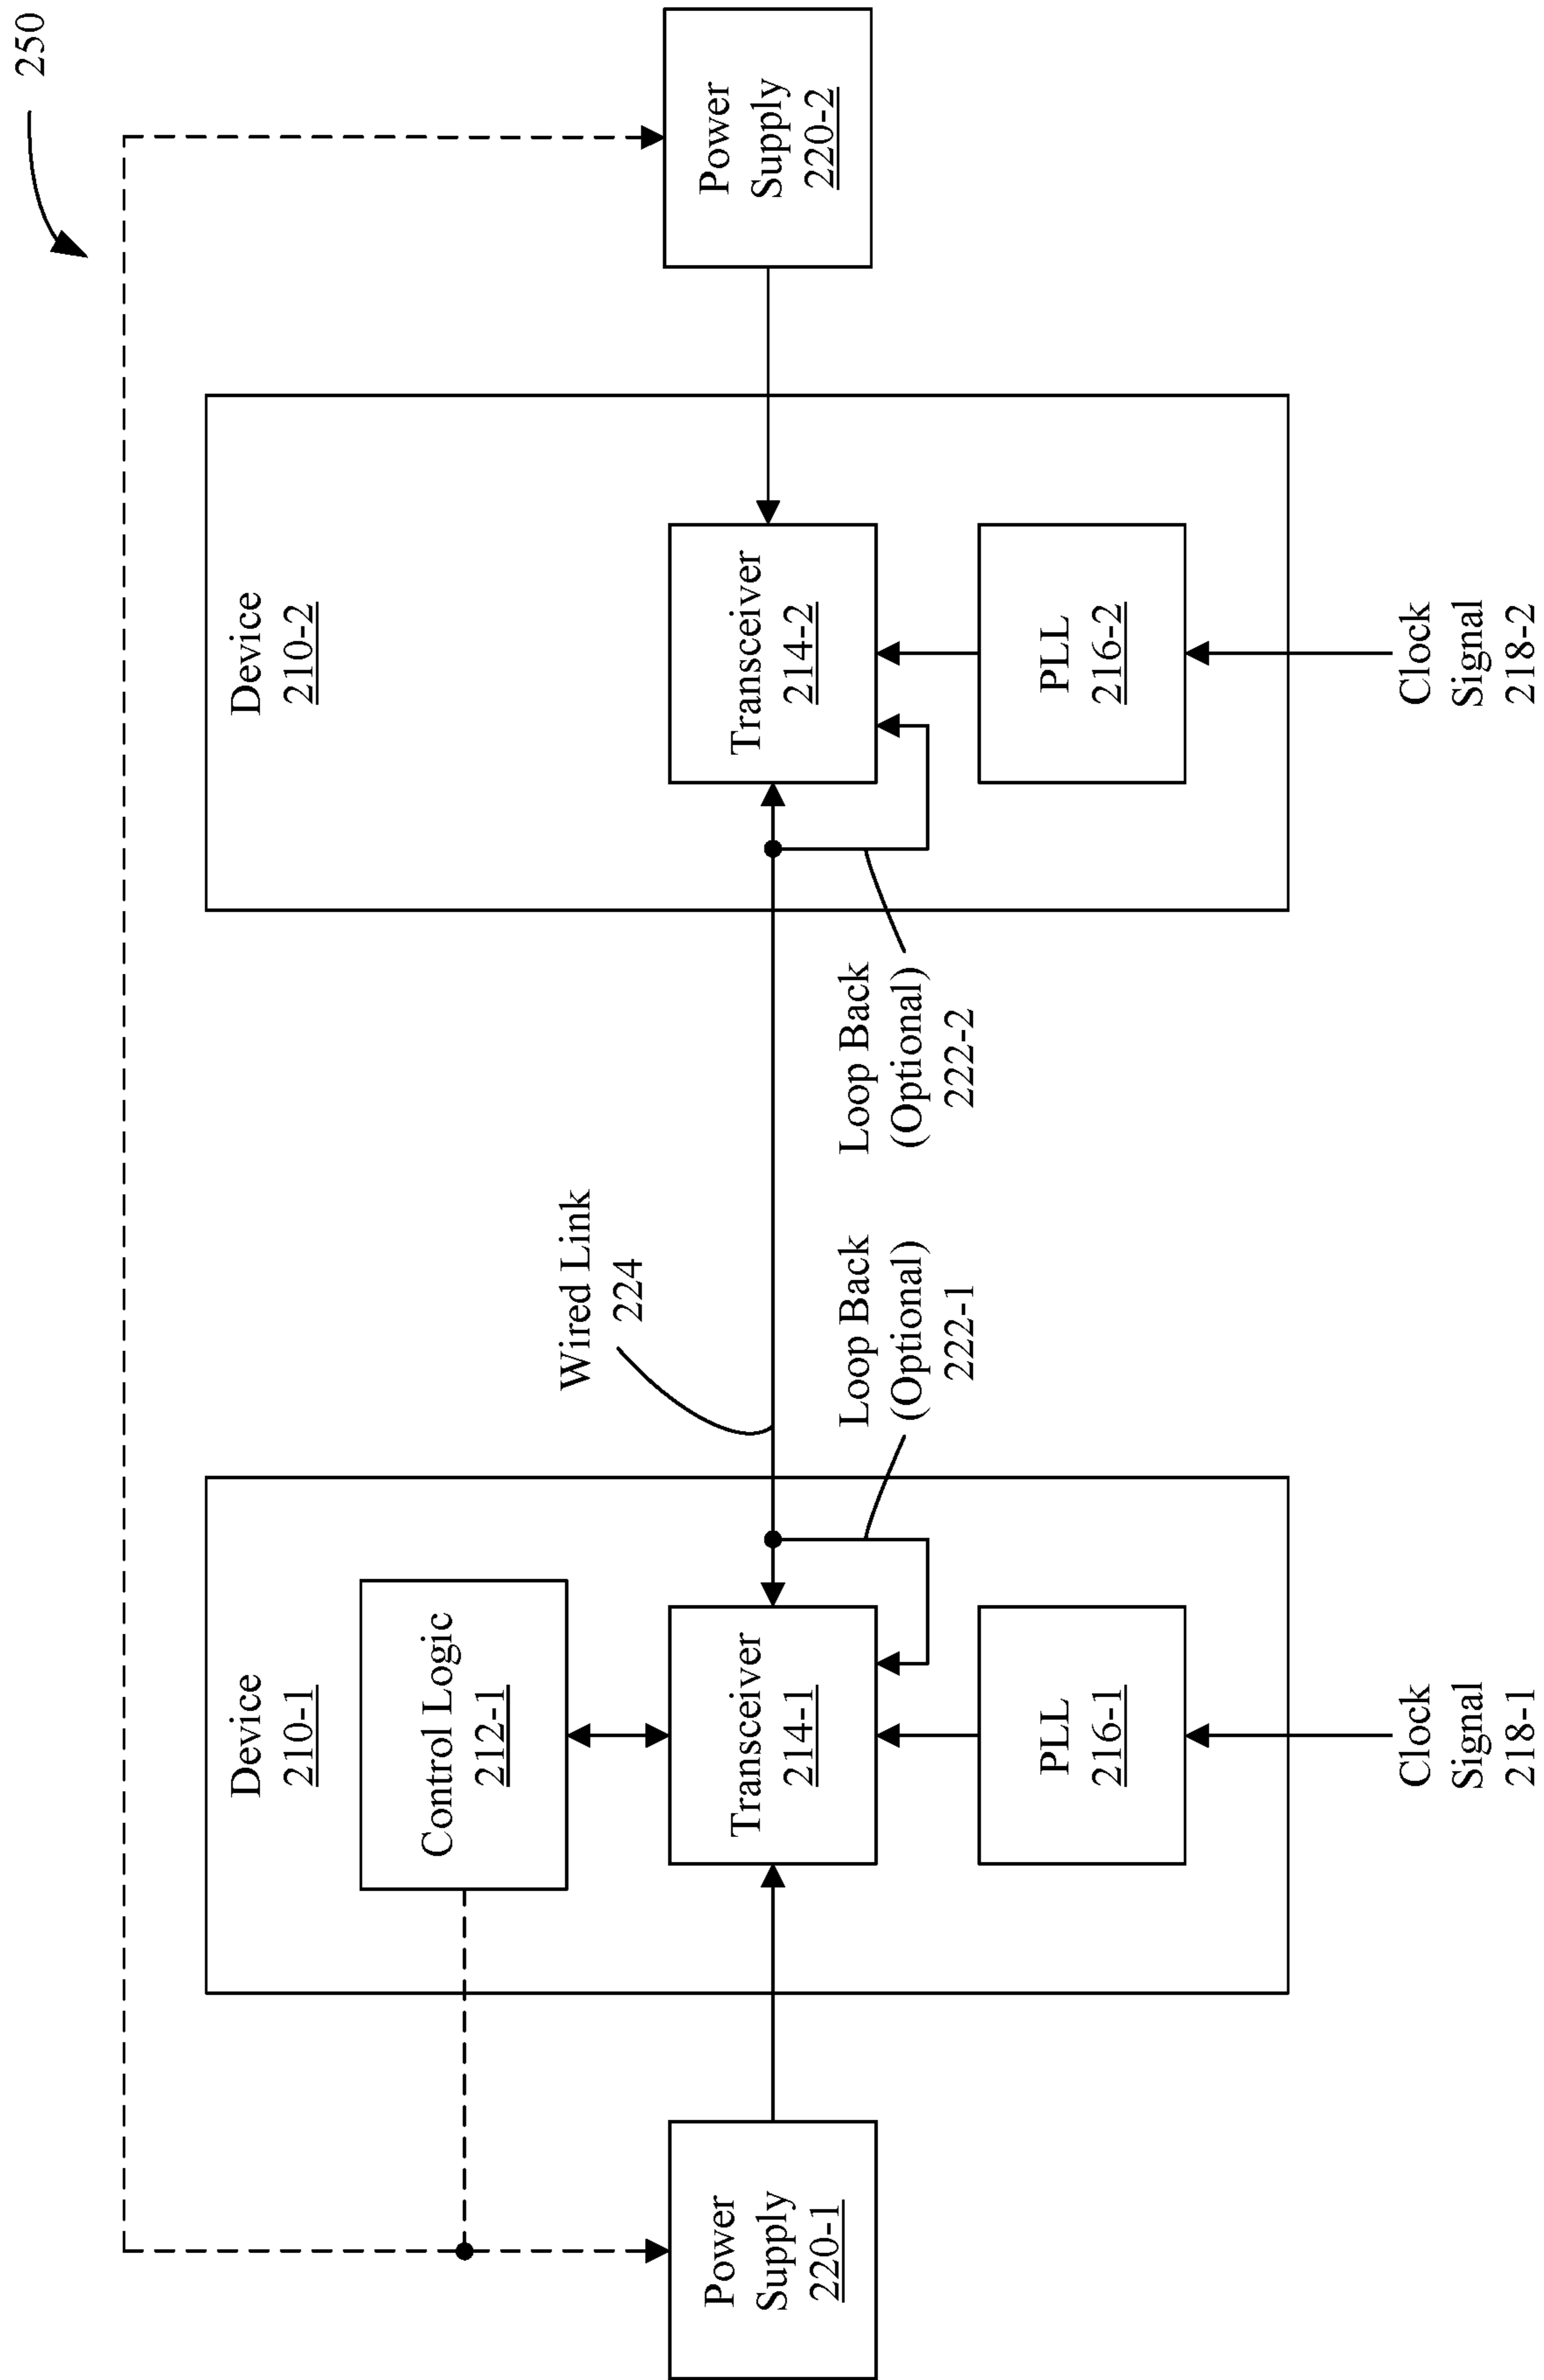 250
Device
210-1
Device
210-2
Control Logic
212-1
Wired Link
224
Power
Supply
220-1
Transceiver
214-1
Transceiver
214-2
Power
Supply
220-2
Loop Back
(Optional)
222-1
Loop Back
(Optional)
222-2
PLL
216-1
PLL
216-2
Clock
Signal
218-1
Clock
Signal
218-2